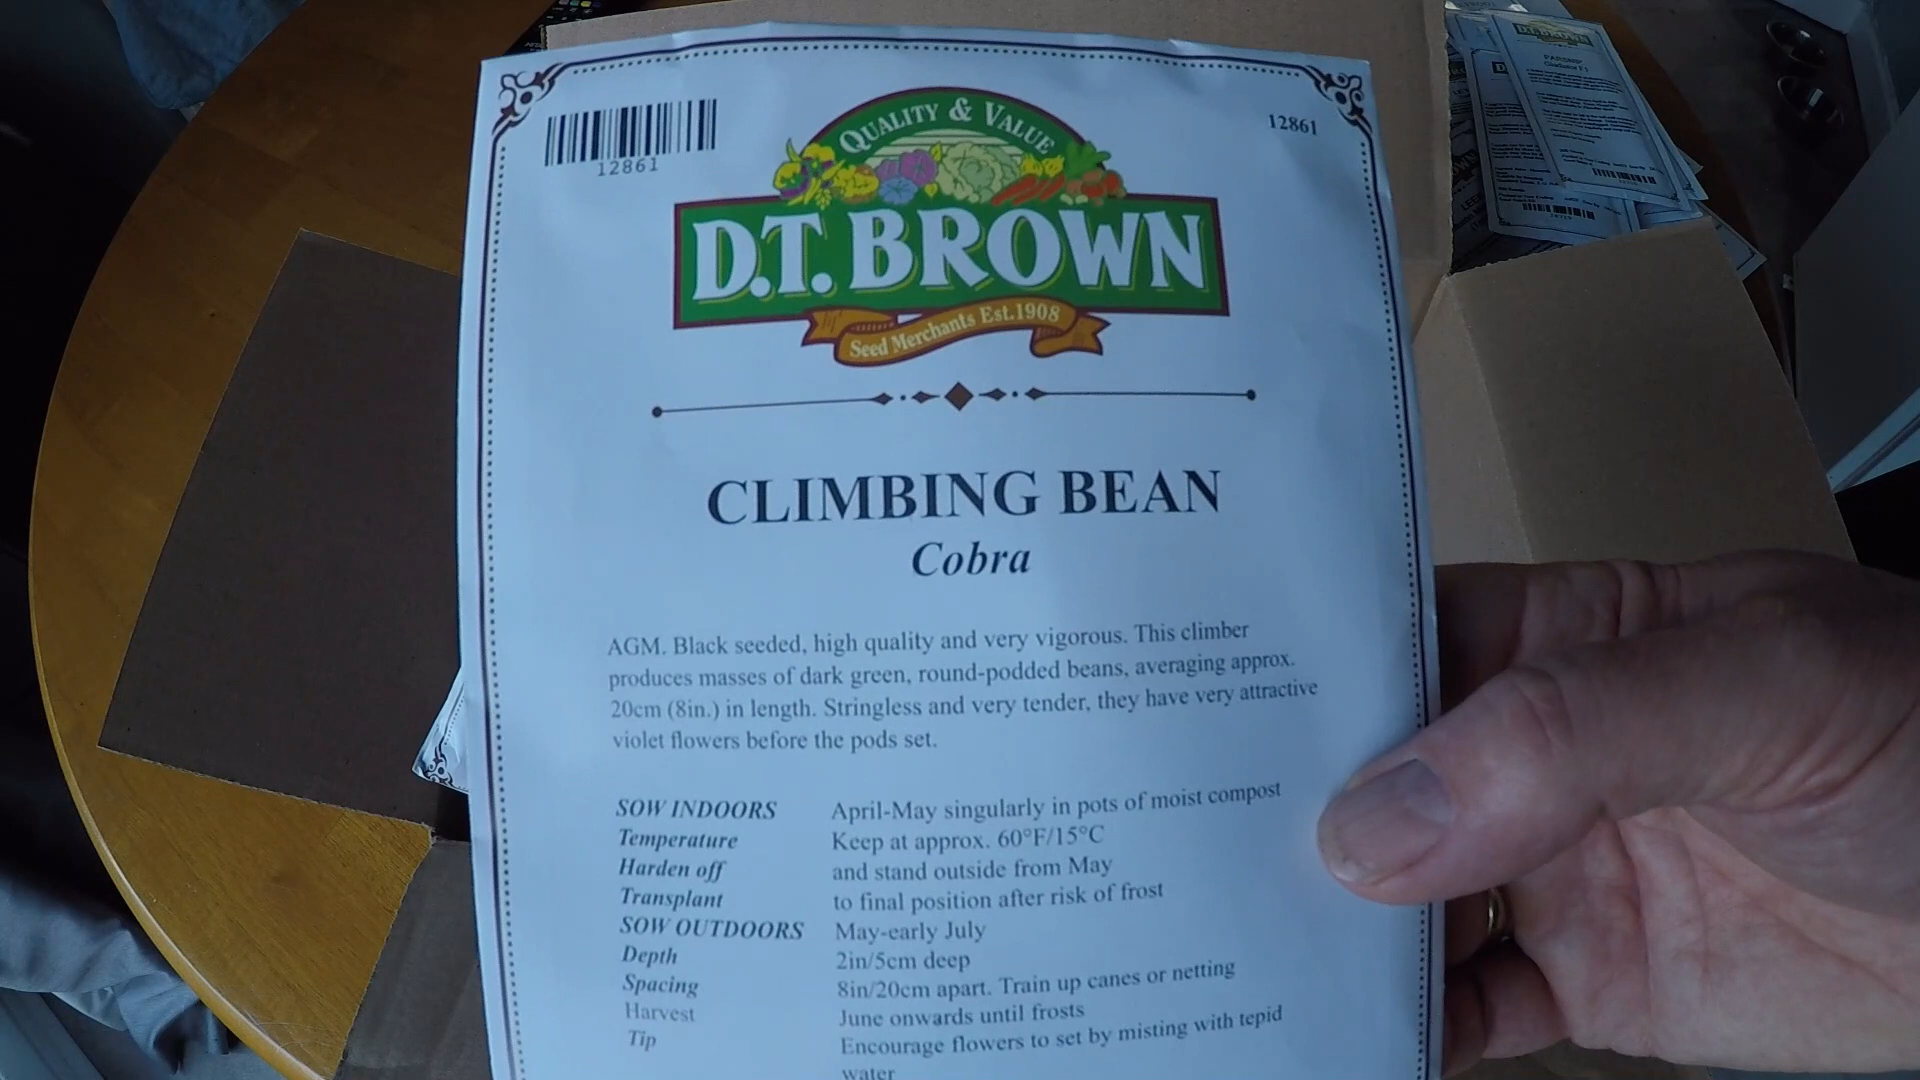 12861
12861
QUALITY & VALUE
D.T. BROWN
Seed Merchants Est.1908
CLIMBING BEAN
Cobra
AGM. Black seeded, high quality and very vigorous. This climber
produces masses of dark green, round-podded beans, averaging approx.
20cm (8in.) in length. Stringless and very tender, they have very attractive
violet flowers before the pods set.
SOW INDOORS April-May singularly in pots of moist compost
Temperature Keep at approx. 60°F/15°C
Harden off and stand outside from May
Transplant to final position after risk of frost
SOW OUTDOORS May-early July
Depth 2in/5cm deep
Spacing 8in/20cm apart. Train up canes or netting
Harvest June onwards until frosts
Tip Encourage flowers to set by misting with tepid
water
D.T. BROWN
PARSNIP
Gladiator F1